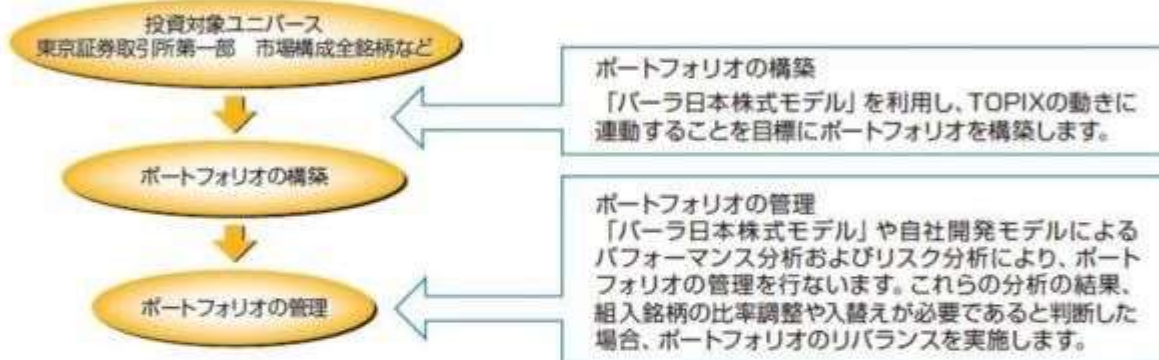 投資対象ユニバース
東京証券取引所第一部　市場構成全銘柄など
ポートフォリオの構築
「バーラ日本株式モデル」を利用し、TOPIXの動きに
連動することを目標にポートフォリオを構築します。
ポートフォリオの構築
ポートフォリオの管理
「バーラ日本株式モデル」や自社開発モデルによる
パフォーマンス分析およびリスク分析により、ポート
フォリオの管理を行ないます。これらの分析の結果、
組入銘柄の比率調整や入替えが必要であると判断した
場合、ポートフォリオのリバランスを実施します。
ポートフォリオの管理